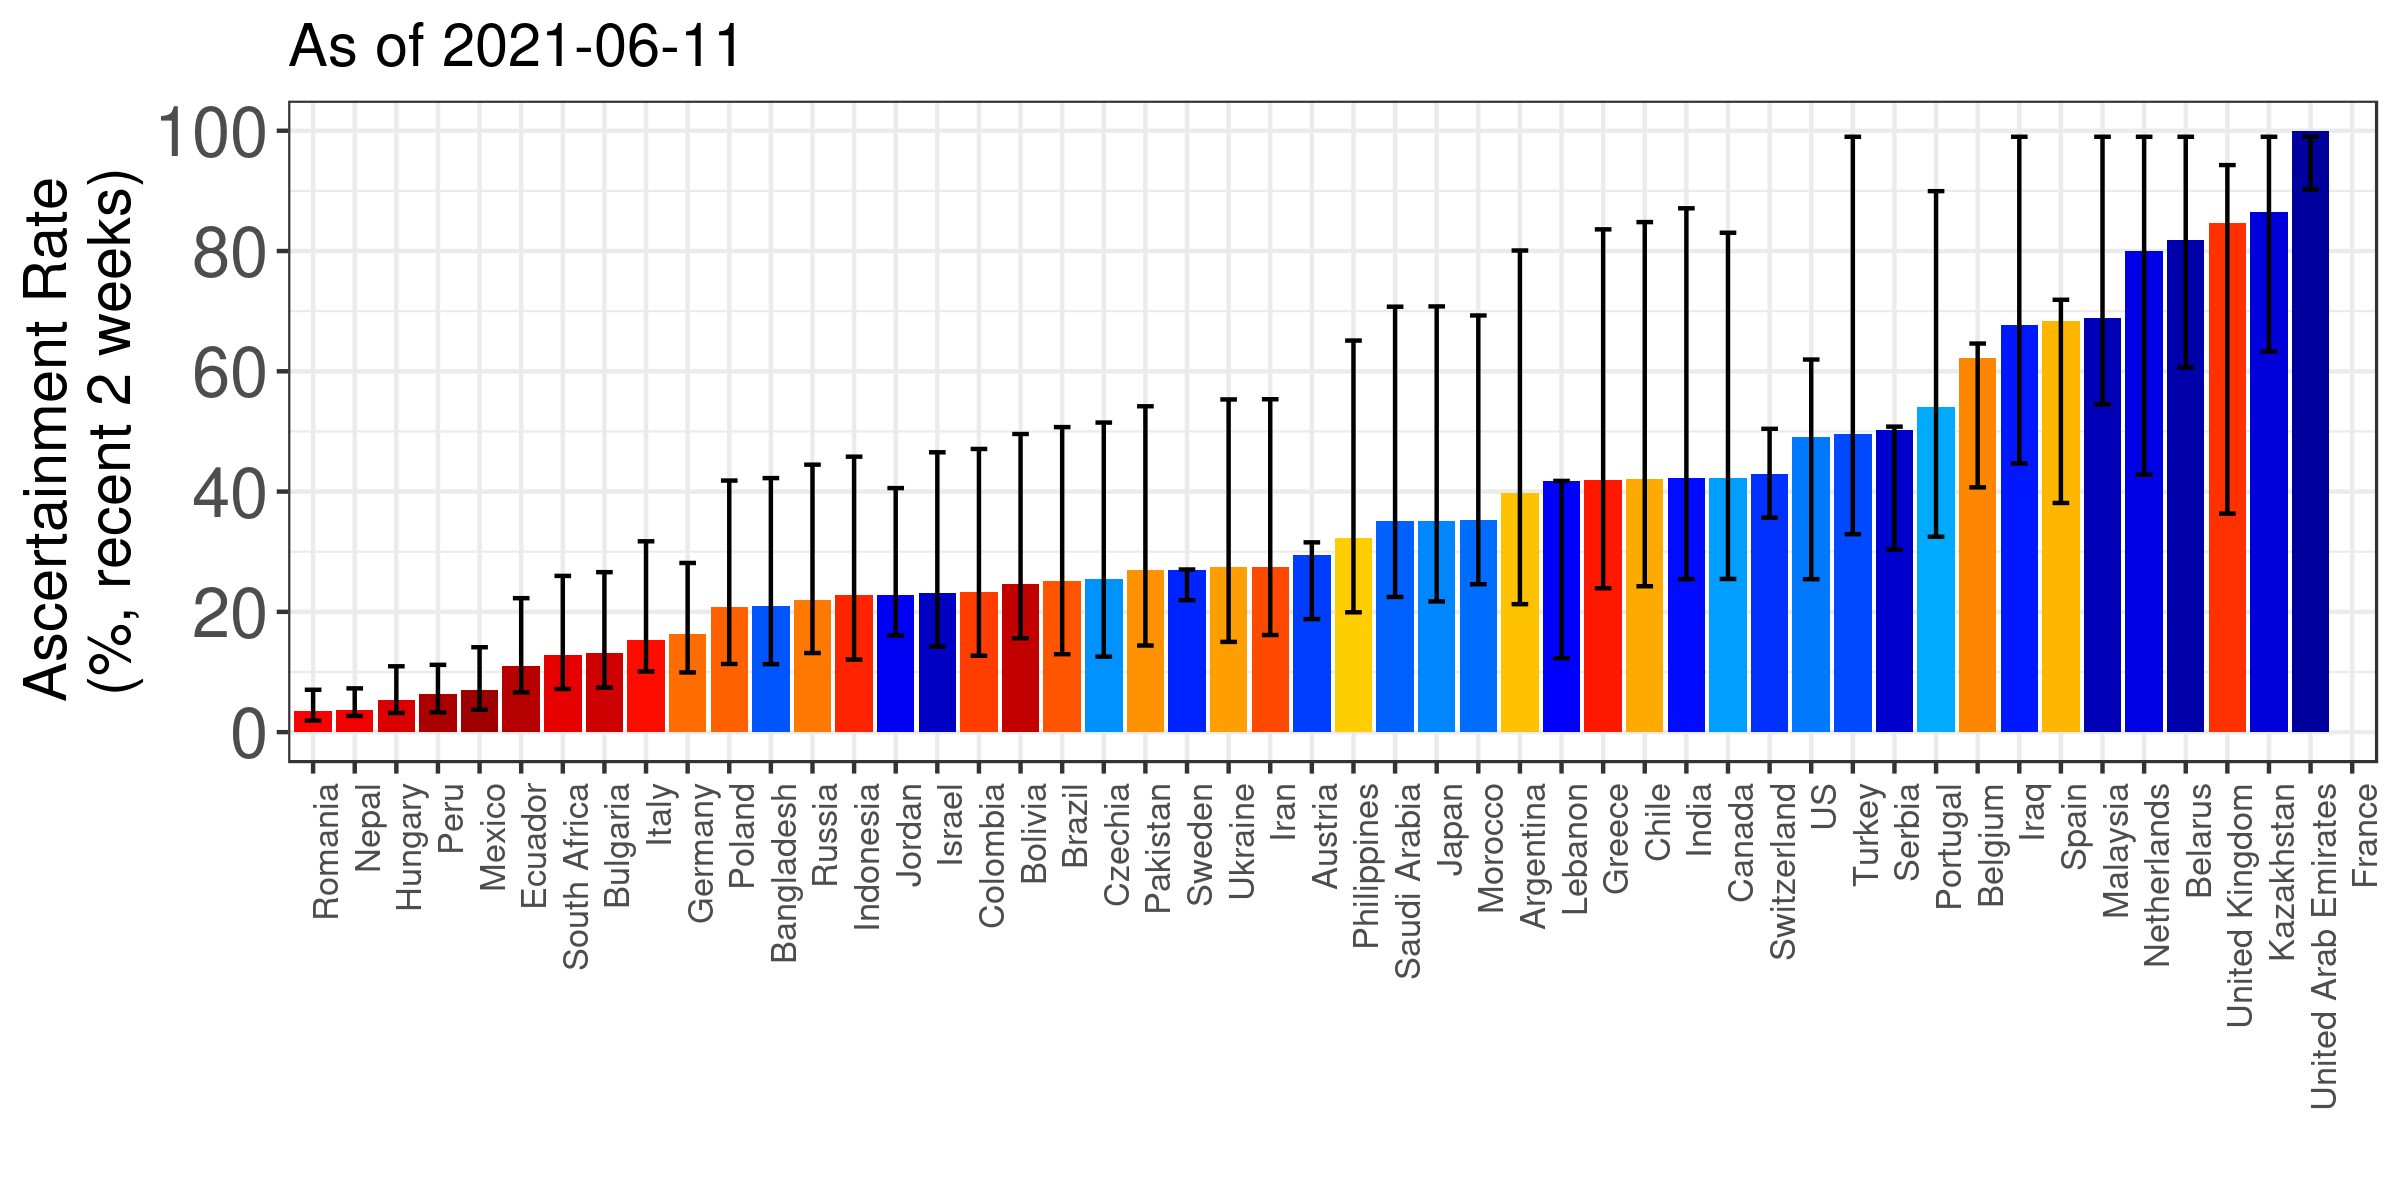 As of 2021-06-11
Ascertainment Rate
(%, recent 2 weeks)
100
80
60
40
20
0
Romania
Nepal
Hungary
Peru
Mexico
Ecuador
South Africa
Bulgaria
Italy
Germany
Poland
Bangladesh
Russia
Indonesia
Jordan
Israel
Colombia
Bolivia
Brazil
Czechia
Pakistan
Sweden
Ukraine
Iran
Austria
Philippines
Saudi Arabia
Japan
Morocco
Argentina
Lebanon
Greece
Chile
India
Canada
Switzerland
US
Turkey
Serbia
Portugal
Belgium
Iraq
Spain
Malaysia
Netherlands
Belarus
United Kingdom
Kazakhstan
United Arab Emirates
France